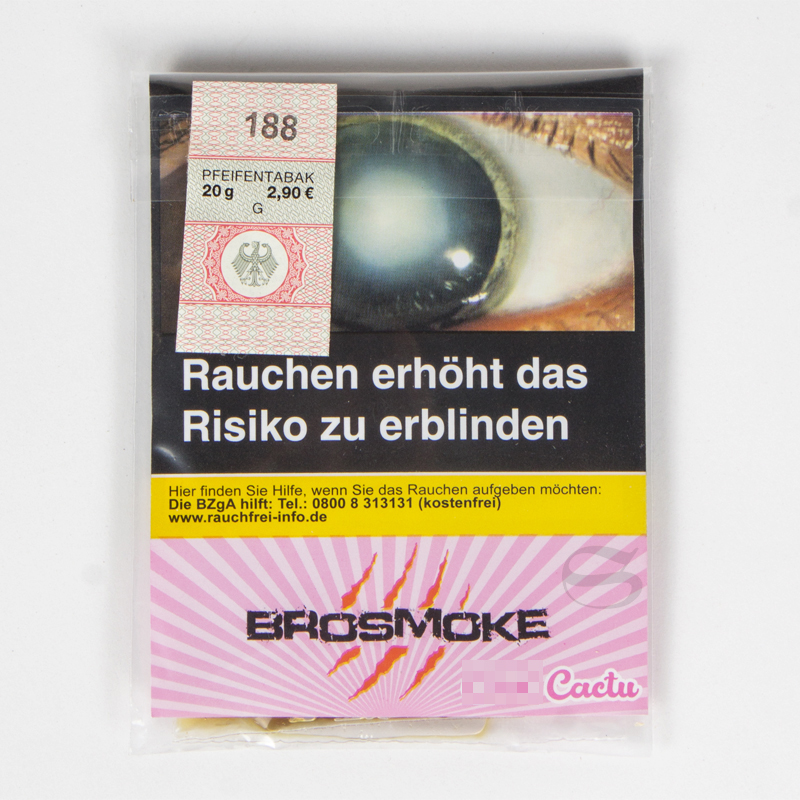 188
PFEIFENTABAK
20 g 2,90 €
G
Rauchen erhöht das
Risiko zu erblinden
Hier finden Sie Hilfe, wenn Sie das Rauchen aufgeben möchten:
Die BZgA hilft: Tel.: 0800 8 313131 (kostenfrei)
www.rauchfrei-info.de
BROSMOKE
Cactu